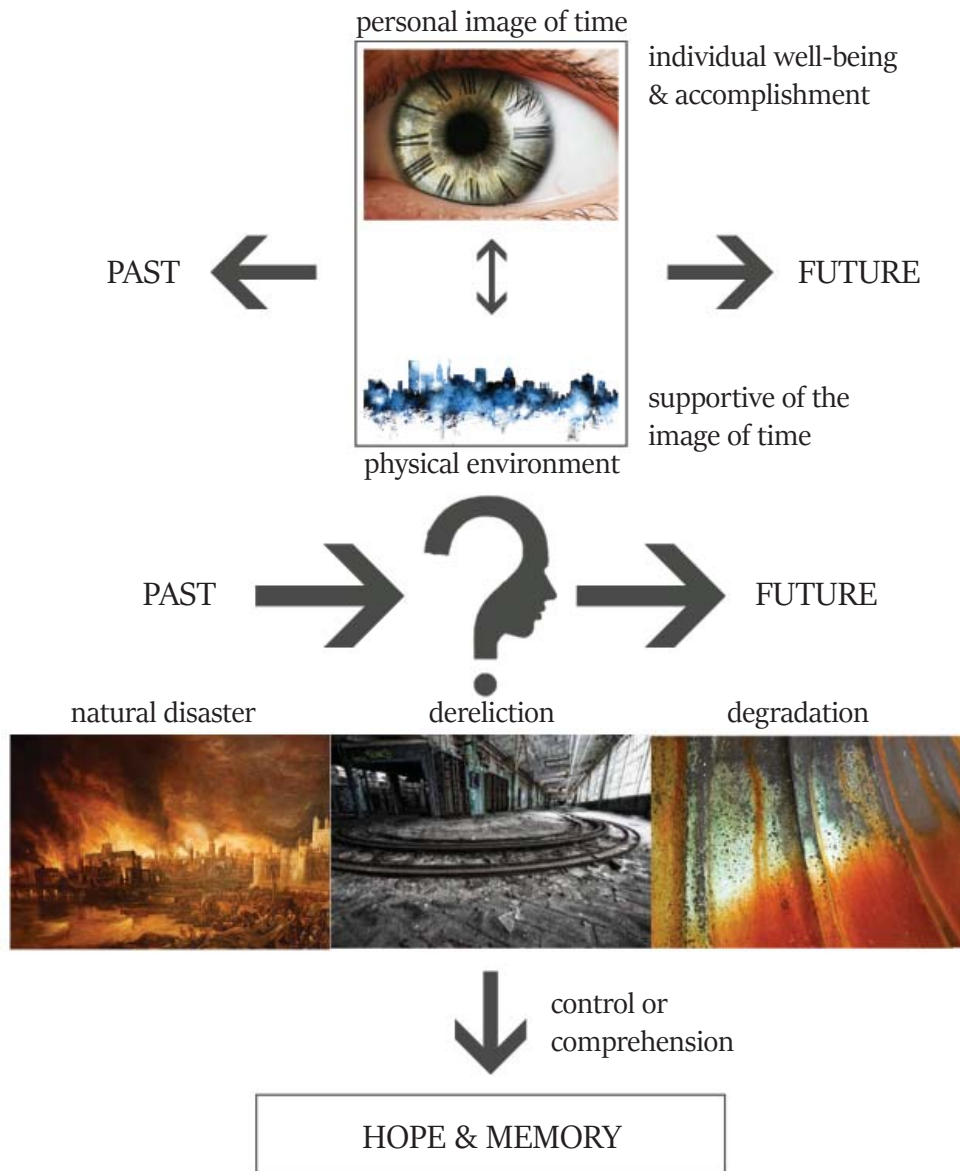 personal image of time
individual well-being
& accomplishment
PAST
FUTURE
supportive of the
image of time
physical environment
PAST
FUTURE
natural disaster
dereliction
degradation
control or
comprehension
HOPE & MEMORY